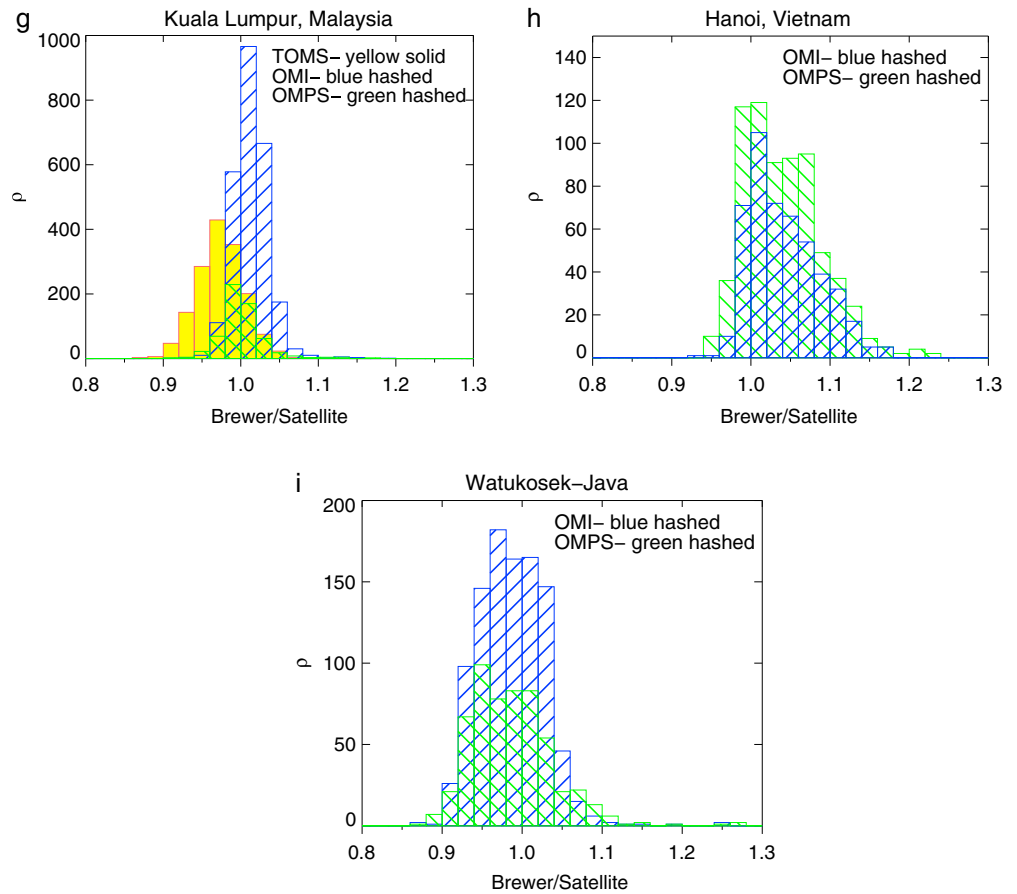 g
Kuala Lumpur, Malaysia
1000
800
600
400
200
0
ρ
TOMS− yellow solid
OMI− blue hashed
OMPS− green hashed
0.8 0.9 1.0 1.1 1.2 1.3
Brewer/Satellite
h
Hanoi, Vietnam
140
120
100
80
60
40
20
0
ρ
OMI− blue hashed
OMPS− green hashed
0.8 0.9 1.0 1.1 1.2 1.3
Brewer/Satellite
i
Watukosek−Java
200
150
100
50
0
ρ
OMI− blue hashed
OMPS− green hashed
0.8 0.9 1.0 1.1 1.2 1.3
Brewer/Satellite